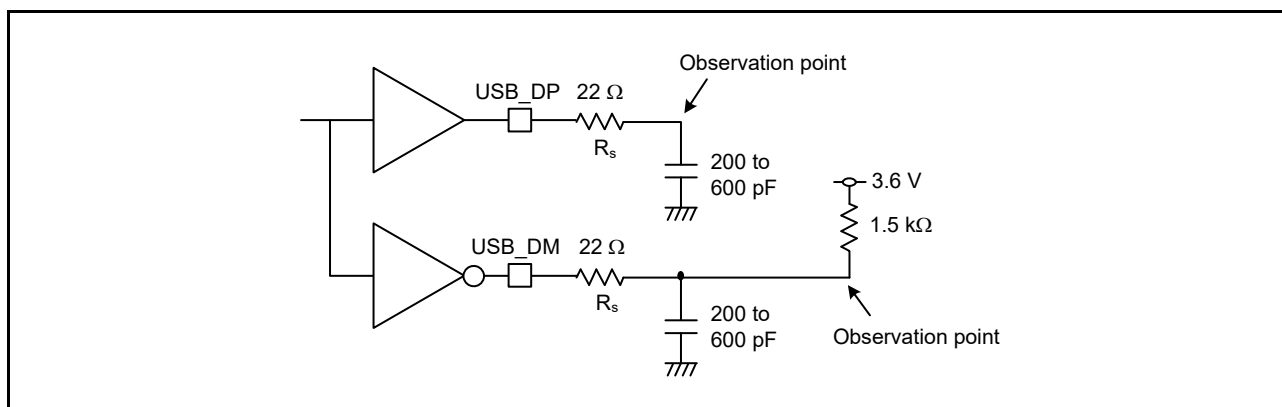 Observation point
USB_DP 22 Ω
Rs
200 to
600 pF
3.6 V
1.5 kΩ
USB_DM 22 Ω
Rs
200 to
600 pF
Observation point